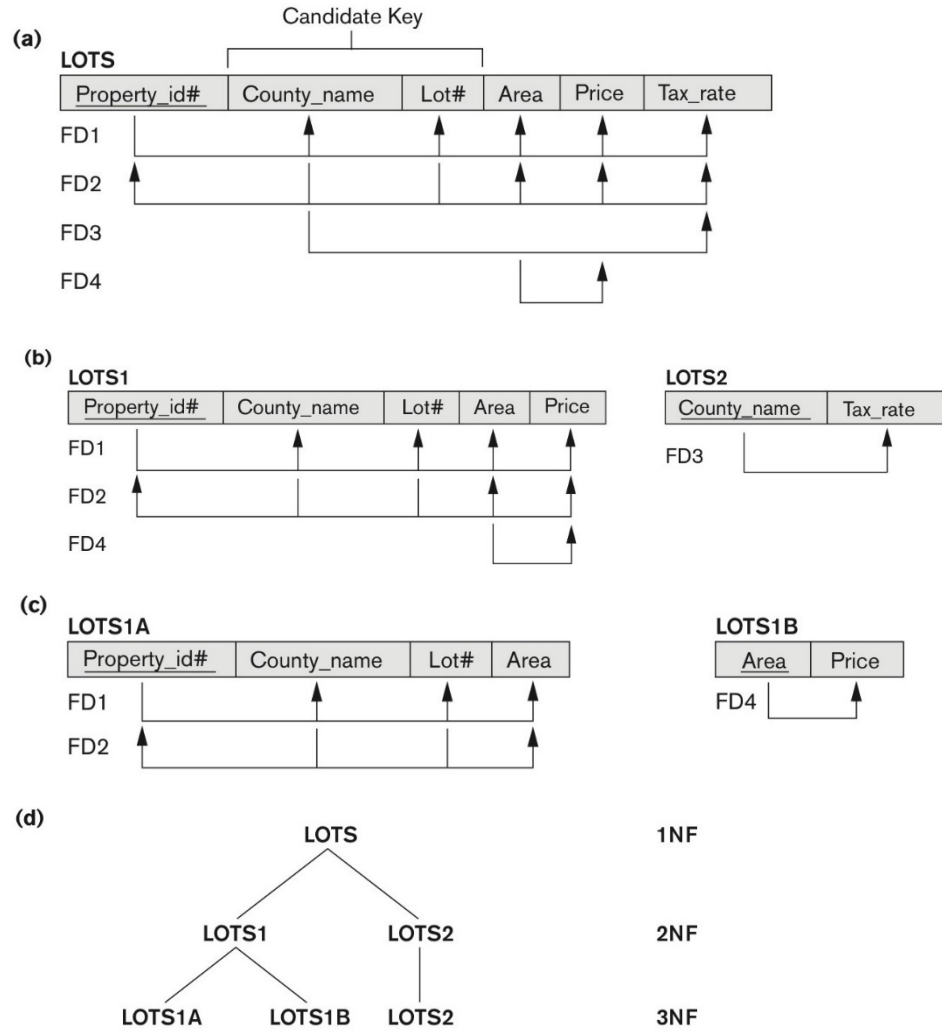 Candidate Key
(a)
LOTS
Property_id# County_name Lot# Area Price Tax_rate
FD1
FD2
FD3
FD4
(b)
LOTS1 LOTS2
Property_id# County_name Lot# Area Price County_name Tax_rate
FD1 FD3
FD2
FD4
(c)
LOTS1A LOTS1B
Property_id# County_name Lot# Area Area Price
FD1 FD4
FD2
(d)
LOTS 1NF
LOTS1 LOTS2 2NF
LOTS1A LOTS1B LOTS2 3NF